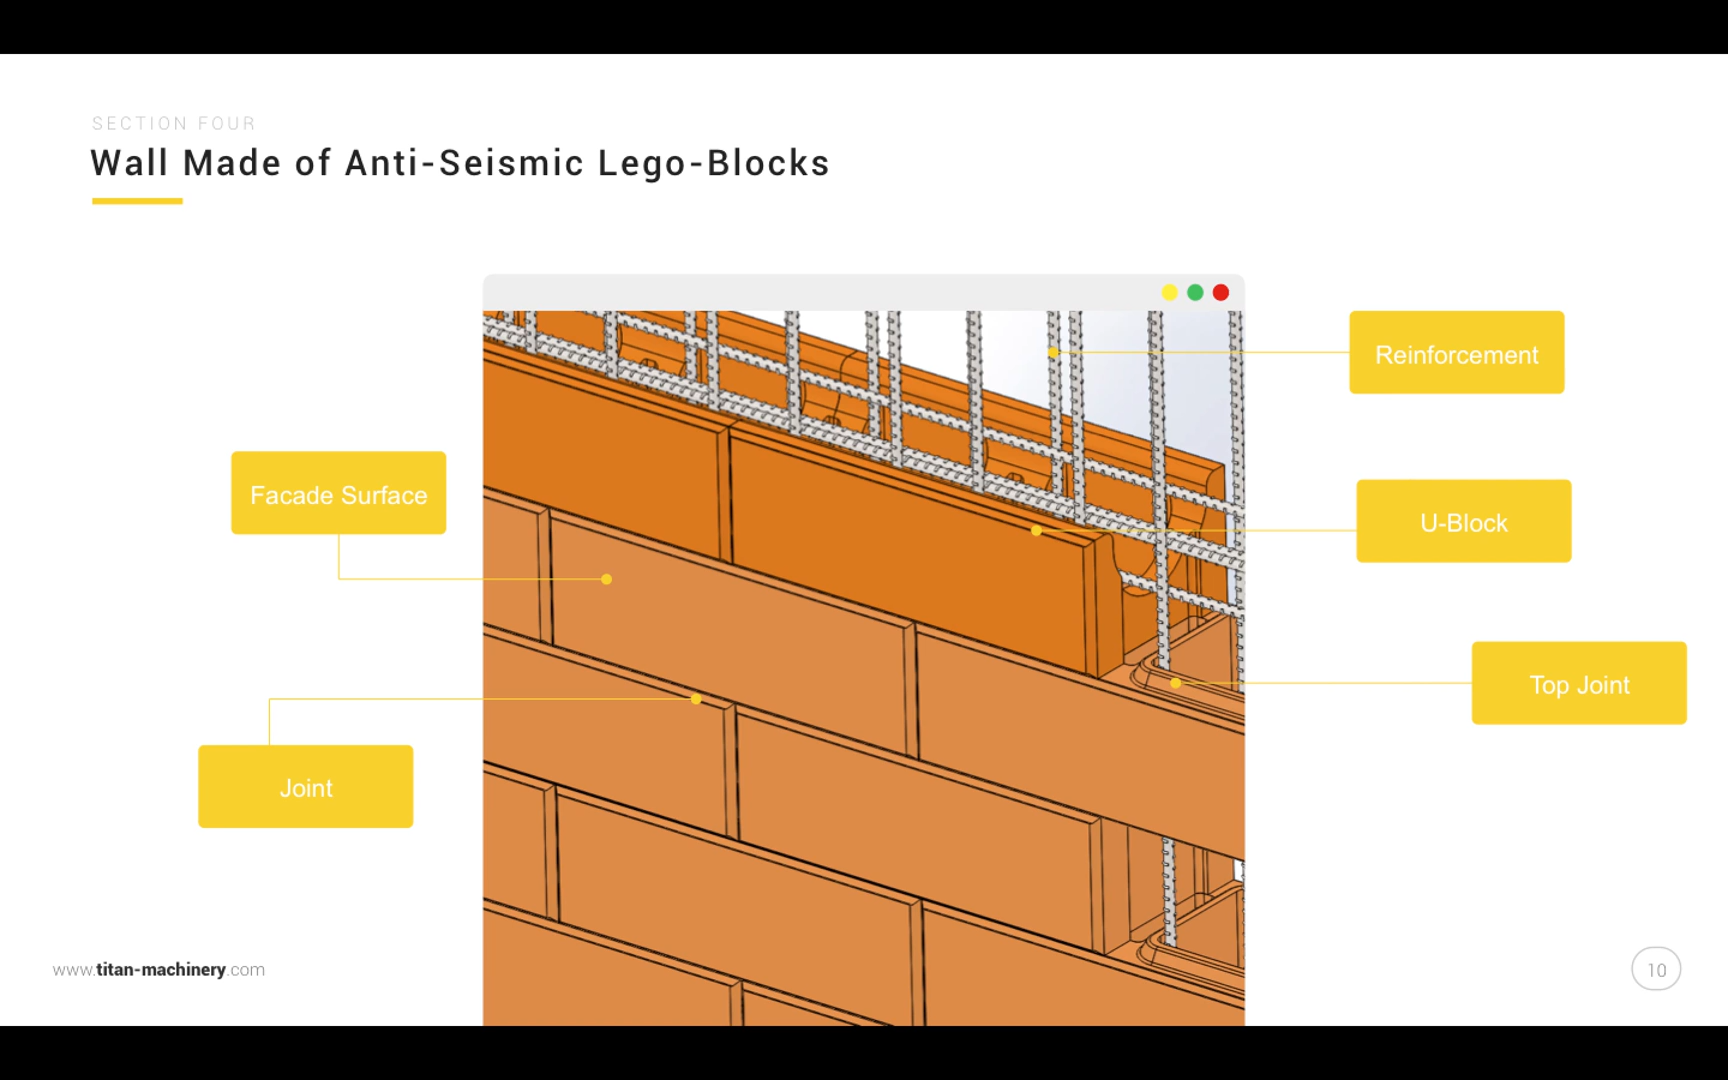 SECTION FOUR
Wall Made of Anti-Seismic Lego-Blocks
Reinforcement
Facade Surface
U-Block
Top Joint
Joint
www.titan-machinery.com
10